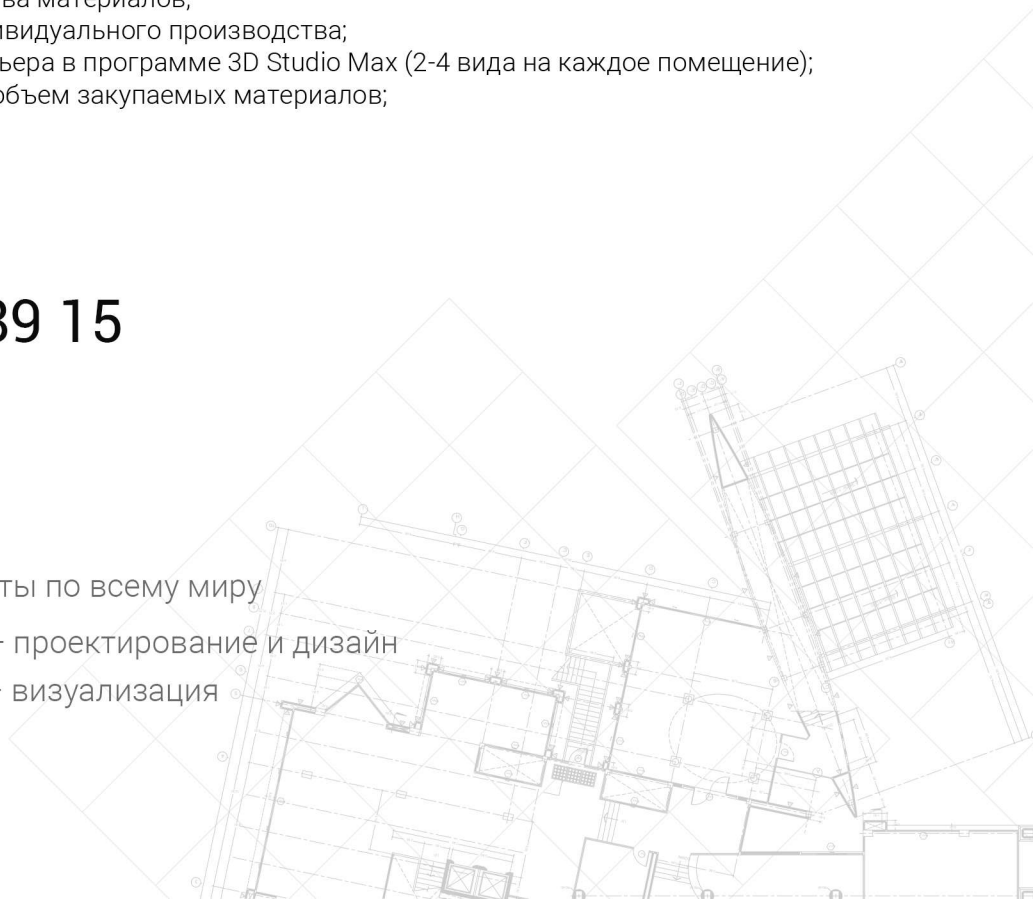 ва материалов;
ивидуального производства;
ьера в программе 3D Studio Max (2-4 вида на каждое помещение);
объем закупаемых материалов;
39 15
ты по всему миру
- проектирование и дизайн
- визуализация